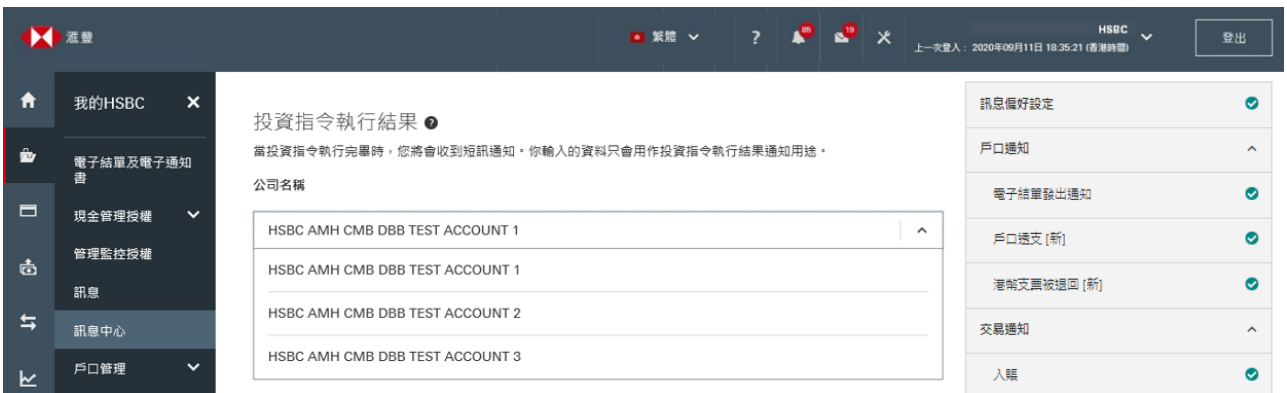 滙豐
繁體
?
85
19
HSBC
上一次登入： 2020年09月11日 18:35:21 (香港時間)
登出
我的HSBC
電子結單及電子通知
書
現金管理授權
管理監控授權
訊息
訊息中心
戶口管理
投資指令執行結果 ?
當投資指令執行完畢時，您將會收到短訊通知。你輸入的資料只會用作投資指令執行結果通知用途。
公司名稱
HSBC AMH CMB DBB TEST ACCOUNT 1
HSBC AMH CMB DBB TEST ACCOUNT 1
HSBC AMH CMB DBB TEST ACCOUNT 2
HSBC AMH CMB DBB TEST ACCOUNT 3
訊息偏好設定
戶口通知
電子結單發出通知
戶口透支 [新]
港幣支票被退回 [新]
交易通知
入賬